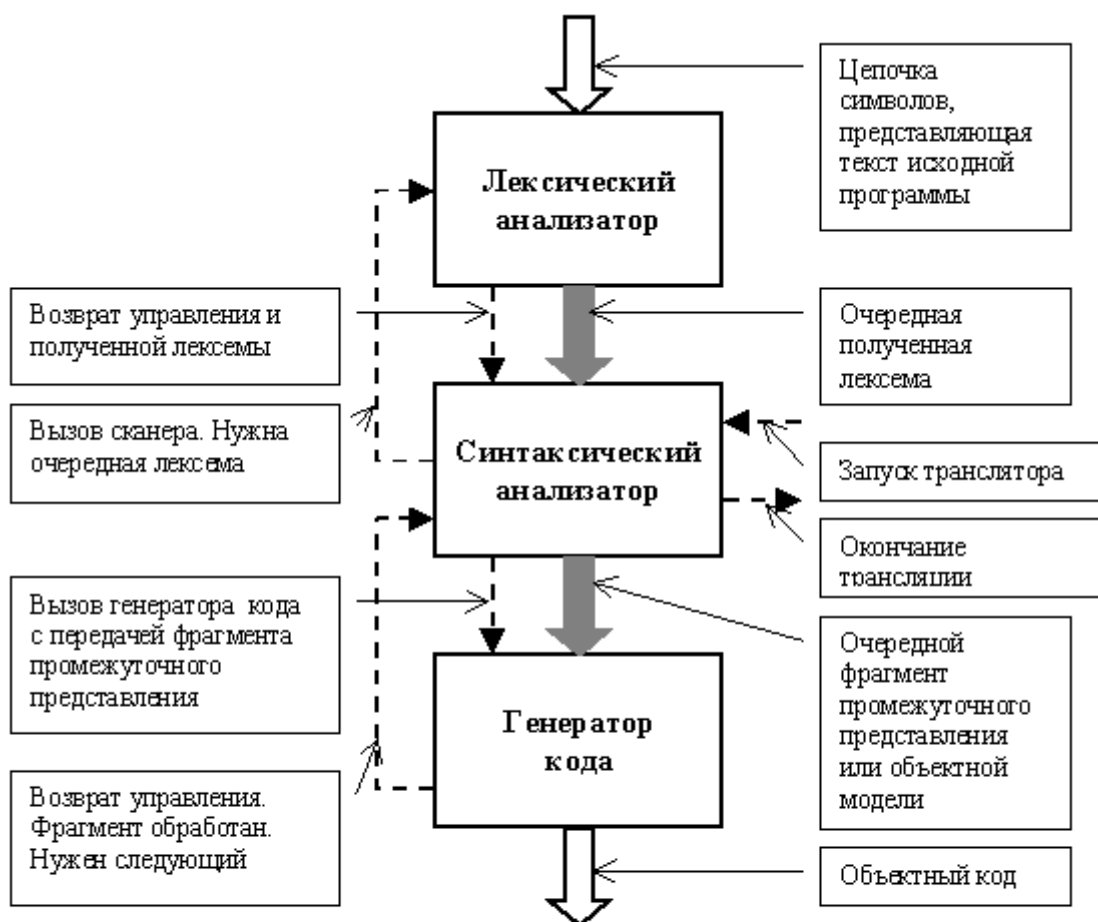 Цепочка
символов,
представляющая
текст исходной
программы
Лексический
анализатор
Возврат управления и
полученной лексемы
Очередная
полученная
лексема
Вызов сканера. Нужна
очередная лексема
Синтаксический
анализатор
Запуск транслятора
Окончание
трансляции
Вызов генератора кода
с передачей фрагмента
промежуточного
представления
Очередной
фрагмент
промежуточного
представления
или объектной
модели
Генератор
кода
Возврат управления.
Фрагмент обработан.
Нужен следующий
Объектный код